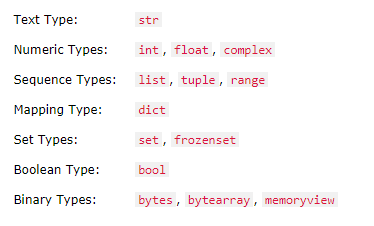 Text Type: str
Numeric Types: int, float, complex
Sequence Types: list, tuple, range
Mapping Type: dict
Set Types: set, frozenset
Boolean Type: bool
Binary Types: bytes, bytearray, memoryview